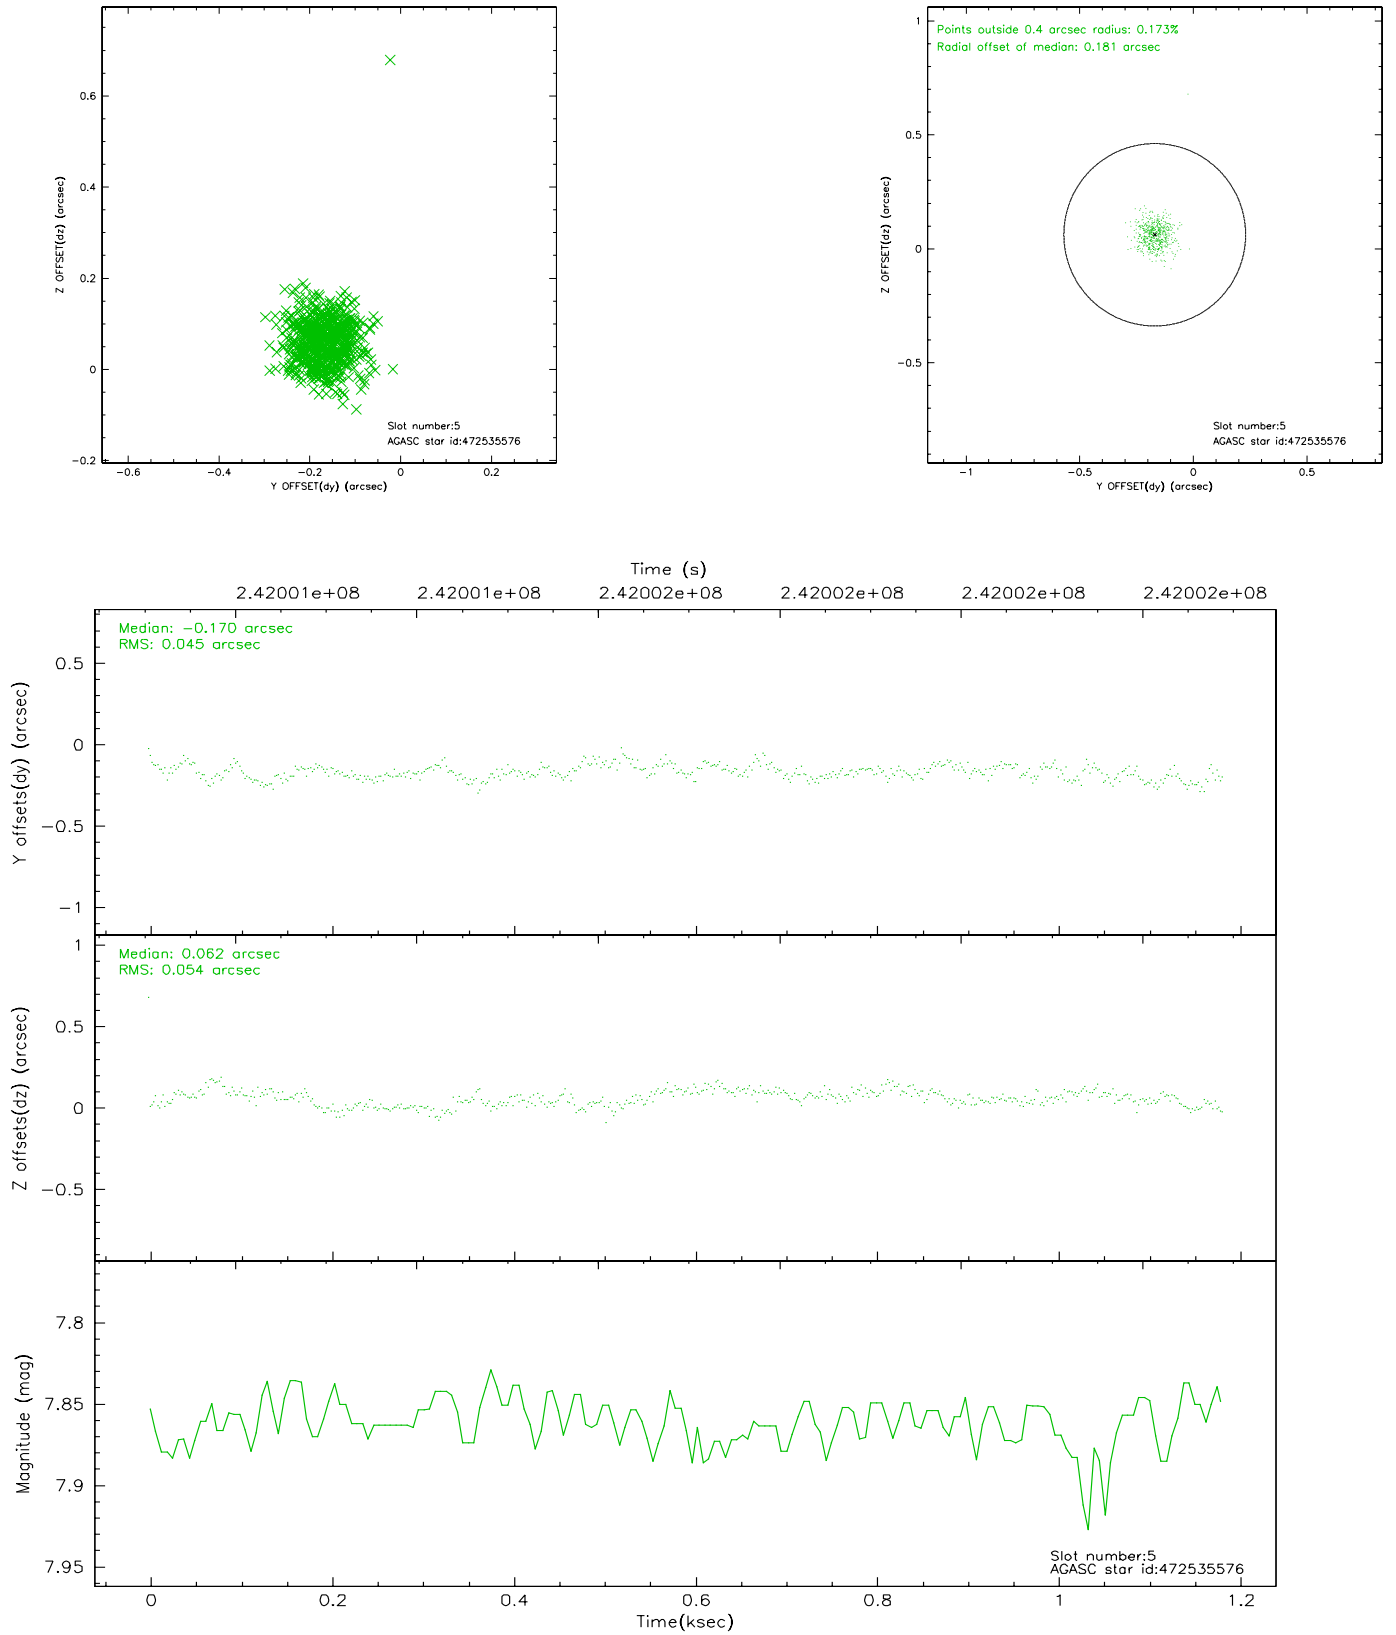 0.6
0.4
0.2
0
−0.2
Z OFFSET(dz) (arcsec)
Slot number:5
AGASC star id:472535576
−0.6 −0.4 −0.2 0 0.2
Y OFFSET(dy) (arcsec)
Points outside 0.4 arcsec radius: 0.173%
Radial offset of median: 0.181 arcsec
1
0.5
0
−0.5
Z OFFSET(dz) (arcsec)
Slot number:5
AGASC star id:472535576
−1 −0.5 0 0.5
Y OFFSET(dy) (arcsec)
Time (s)
2.42001e+08 2.42001e+08 2.42002e+08 2.42002e+08 2.42002e+08 2.42002e+08
Median: −0.170 arcsec
RMS: 0.045 arcsec
0.5
0
−0.5
−1
Y offsets(dy) (arcsec)
Median: 0.062 arcsec
RMS: 0.054 arcsec
1
0.5
0
−0.5
Z offsets(dz) (arcsec)
7.8
7.85
7.9
7.95
Magnitude (mag)
Slot number:5
AGASC star id:472535576
0 0.2 0.4 0.6 0.8 1 1.2
Time(ksec)